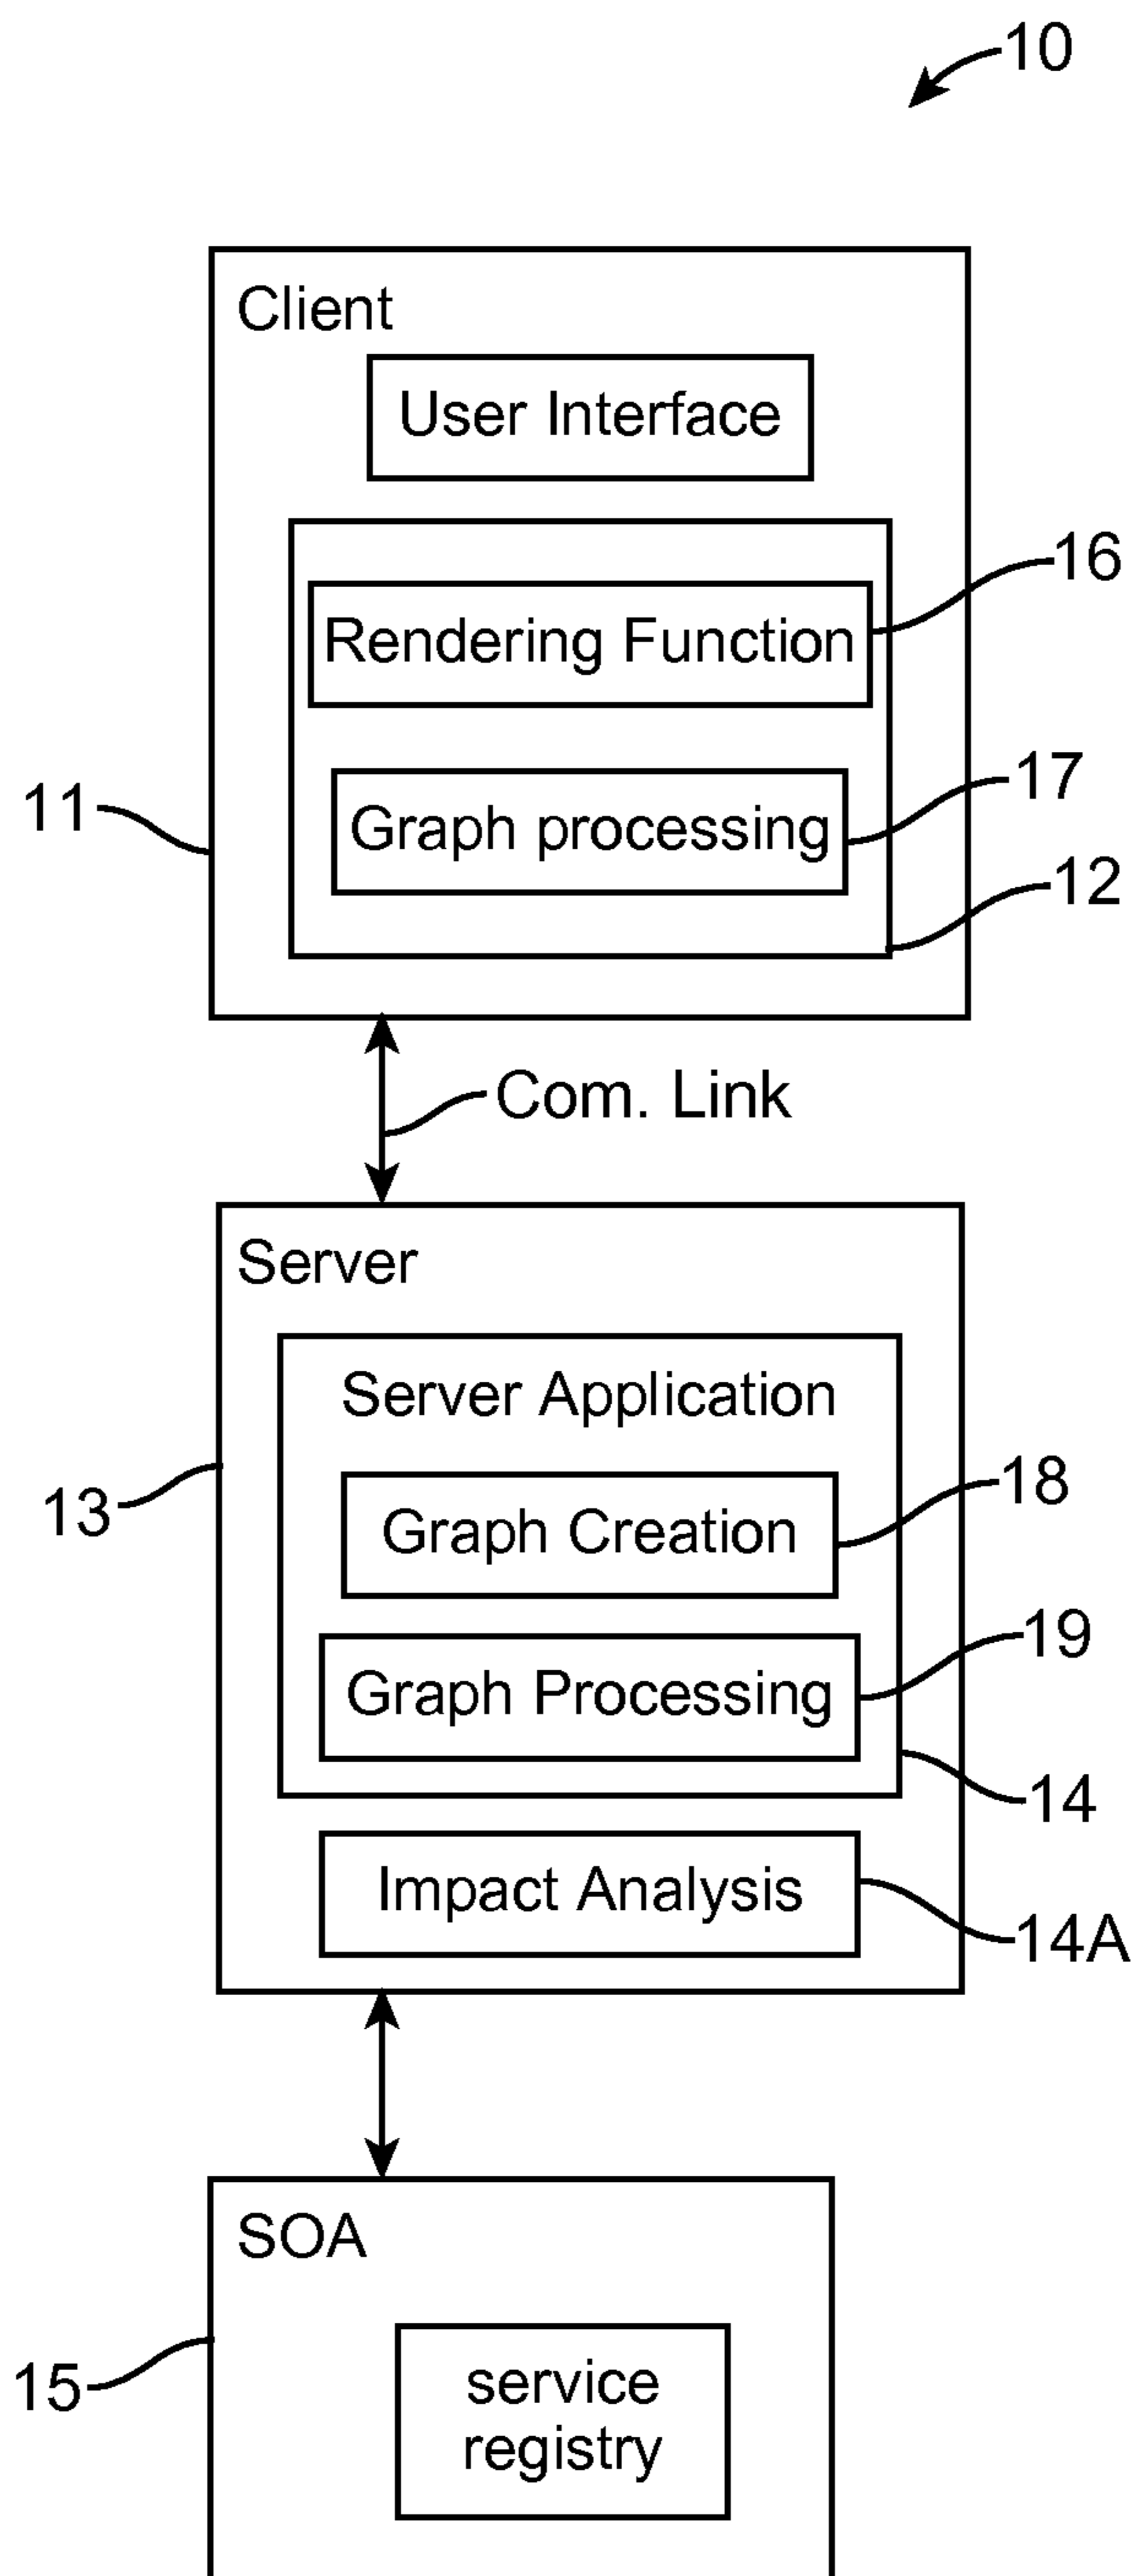 10
Client
User Interface
16
Rendering Function
17
11
Graph processing
12
Com. Link
Server
Server Application
18
13
Graph Creation
19
Graph Processing
14
Impact Analysis
14A
SOA
15
service
registry